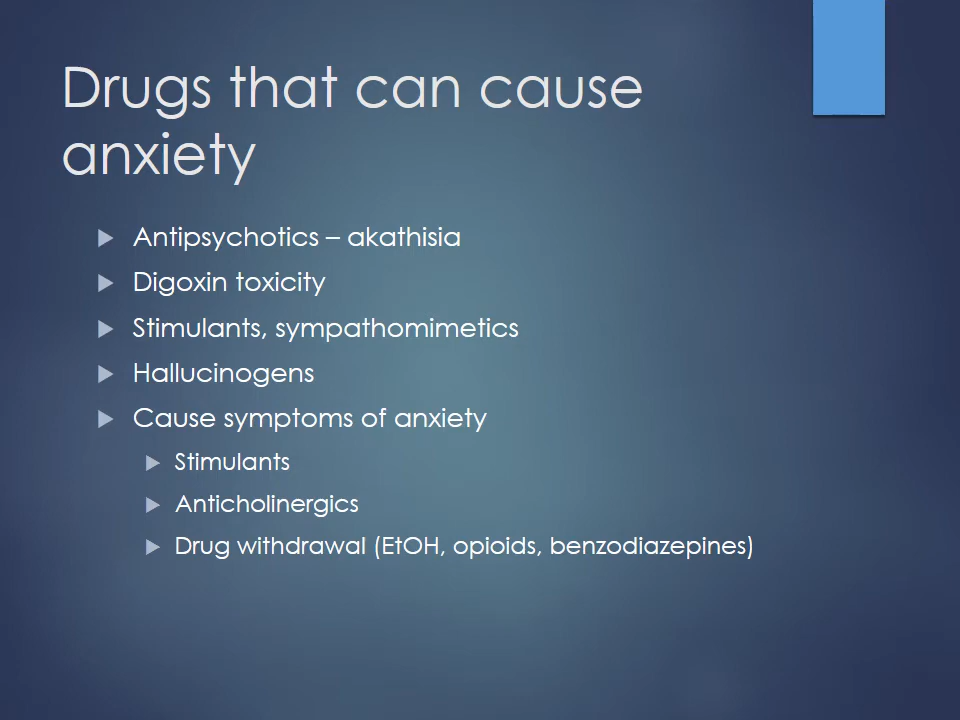 Drugs that can cause
anxiety
Antipsychotics – akathisia
Digoxin toxicity
Stimulants, sympathomimetics
Hallucinogens
Cause symptoms of anxiety
Stimulants
Anticholinergics
Drug withdrawal (EtOH, opioids, benzodiazepines)